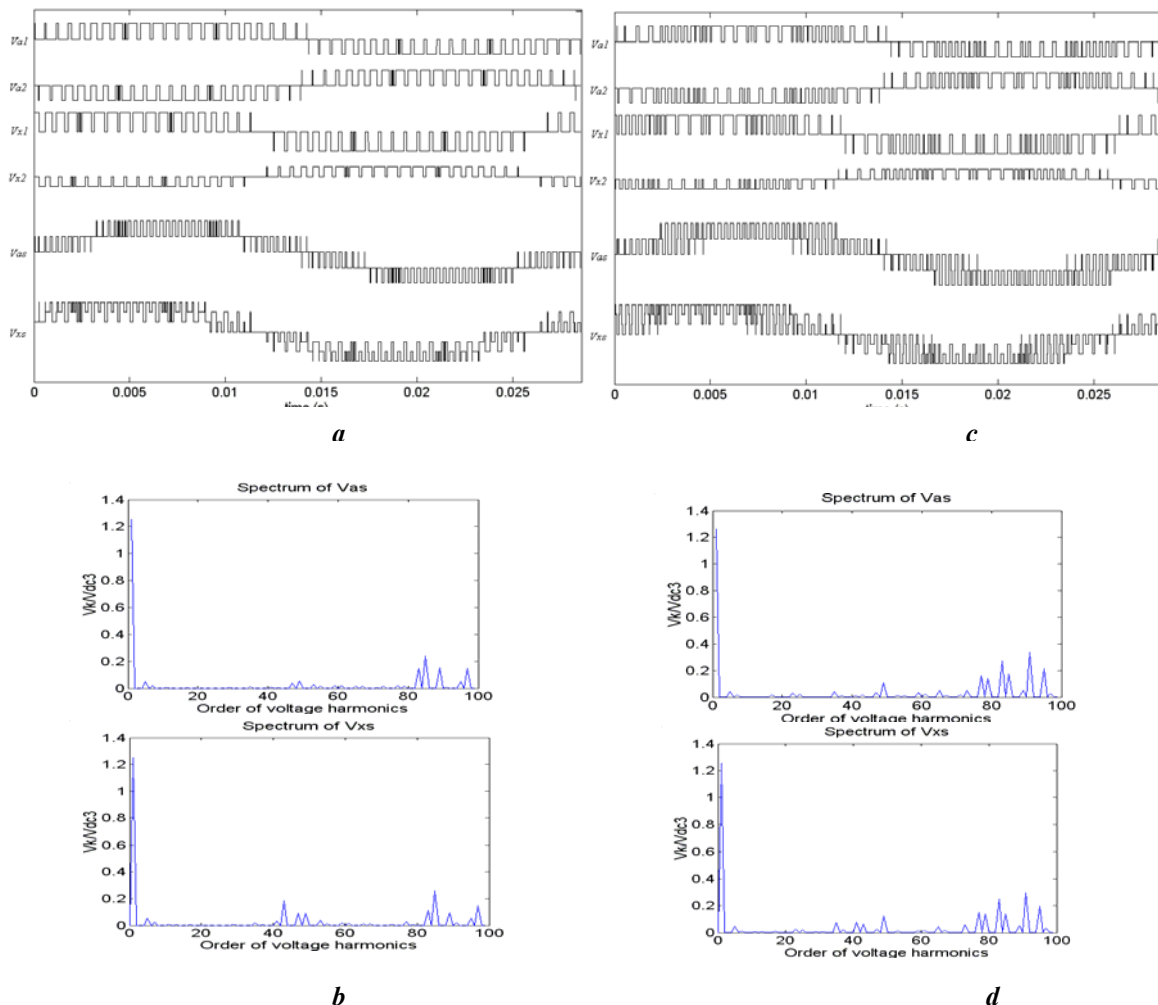 Va1
Va2
Vx1
Vx2
Vas
Vxs
0 0.005 0.01 0.015 0.02 0.025
time (s)
a
Va1
Va2
Vx1
Vx2
Vas
Vxs
0 0.005 0.01 0.015 0.02 0.025
c
Spectrum of Vas
Vk/Vdc3
1.4
1.2
1
0.8
0.6
0.4
0.2
0
0 20 40 60 80 100
Order of voltage harmonics
Spectrum of Vxs
Vk/Vdc3
1.4
1.2
1
0.8
0.6
0.4
0.2
0
0 20 40 60 80 100
Order of voltage harmonics
b
Spectrum of Vas
Vk/Vdc3
1.4
1.2
1
0.8
0.6
0.4
0.2
0
0 20 40 60 80 100
Order of voltage harmonics
Spectrum of Vxs
Vk/Vdc3
1.4
1.2
1
0.8
0.6
0.4
0.2
0
0 20 40 60 80 100
Order of voltage harmonics
d